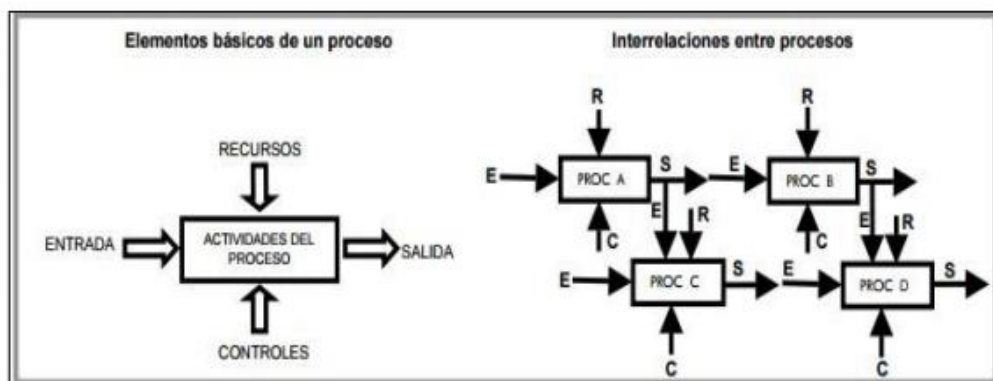 Elementos básicos de un proceso
RECURSOS
ENTRADA
ACTIVIDADES DEL
PROCESO
SALIDA
CONTROLES
Interrelaciones entre procesos
R R
E PROC A S E PROC B S
E R E R
C C
E PROC C S E PROC D S
C C